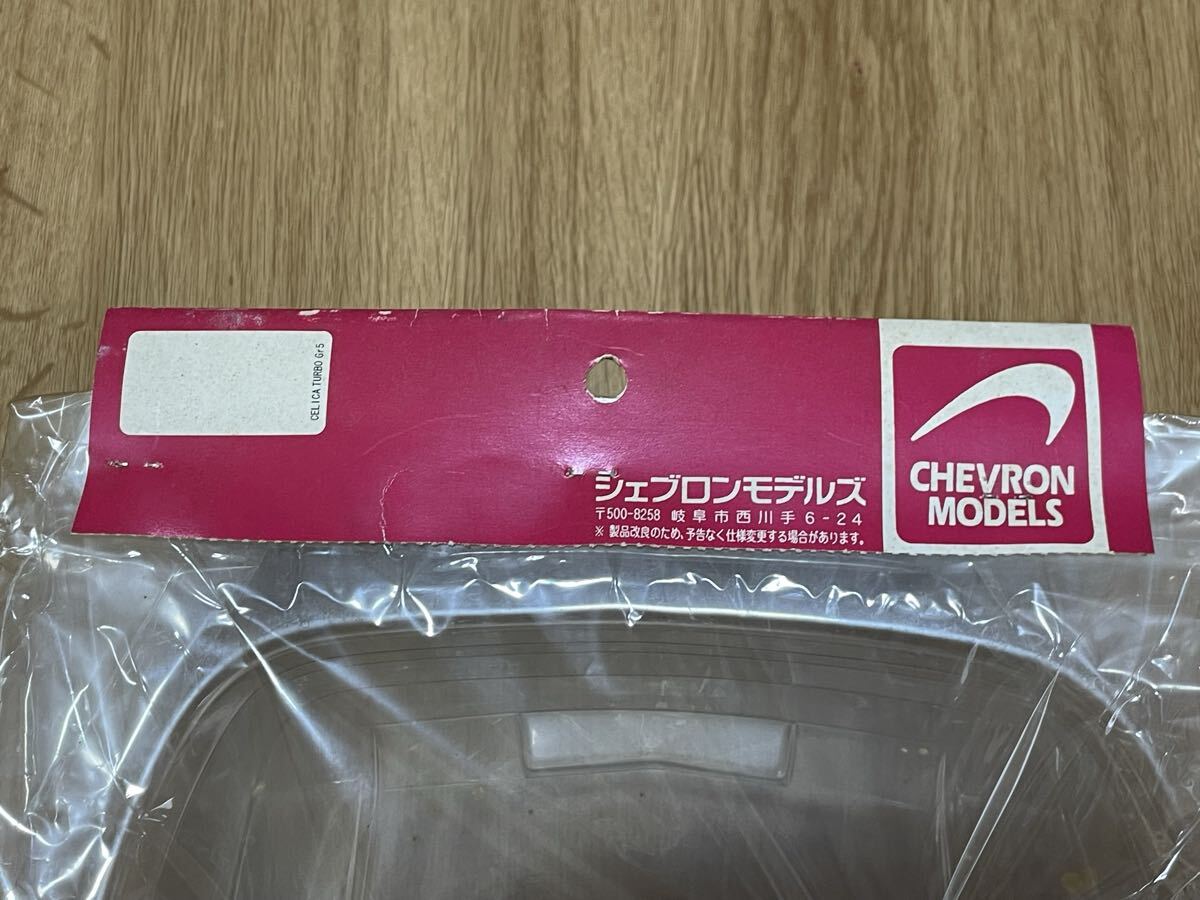 CELICA TURBO Gr5
シェブロンモデルズ
〒500-8258 岐阜市西川手6-24
※ 製品改良のため、予告なく仕様変更する場合があります。
CHEVRON
MODELS